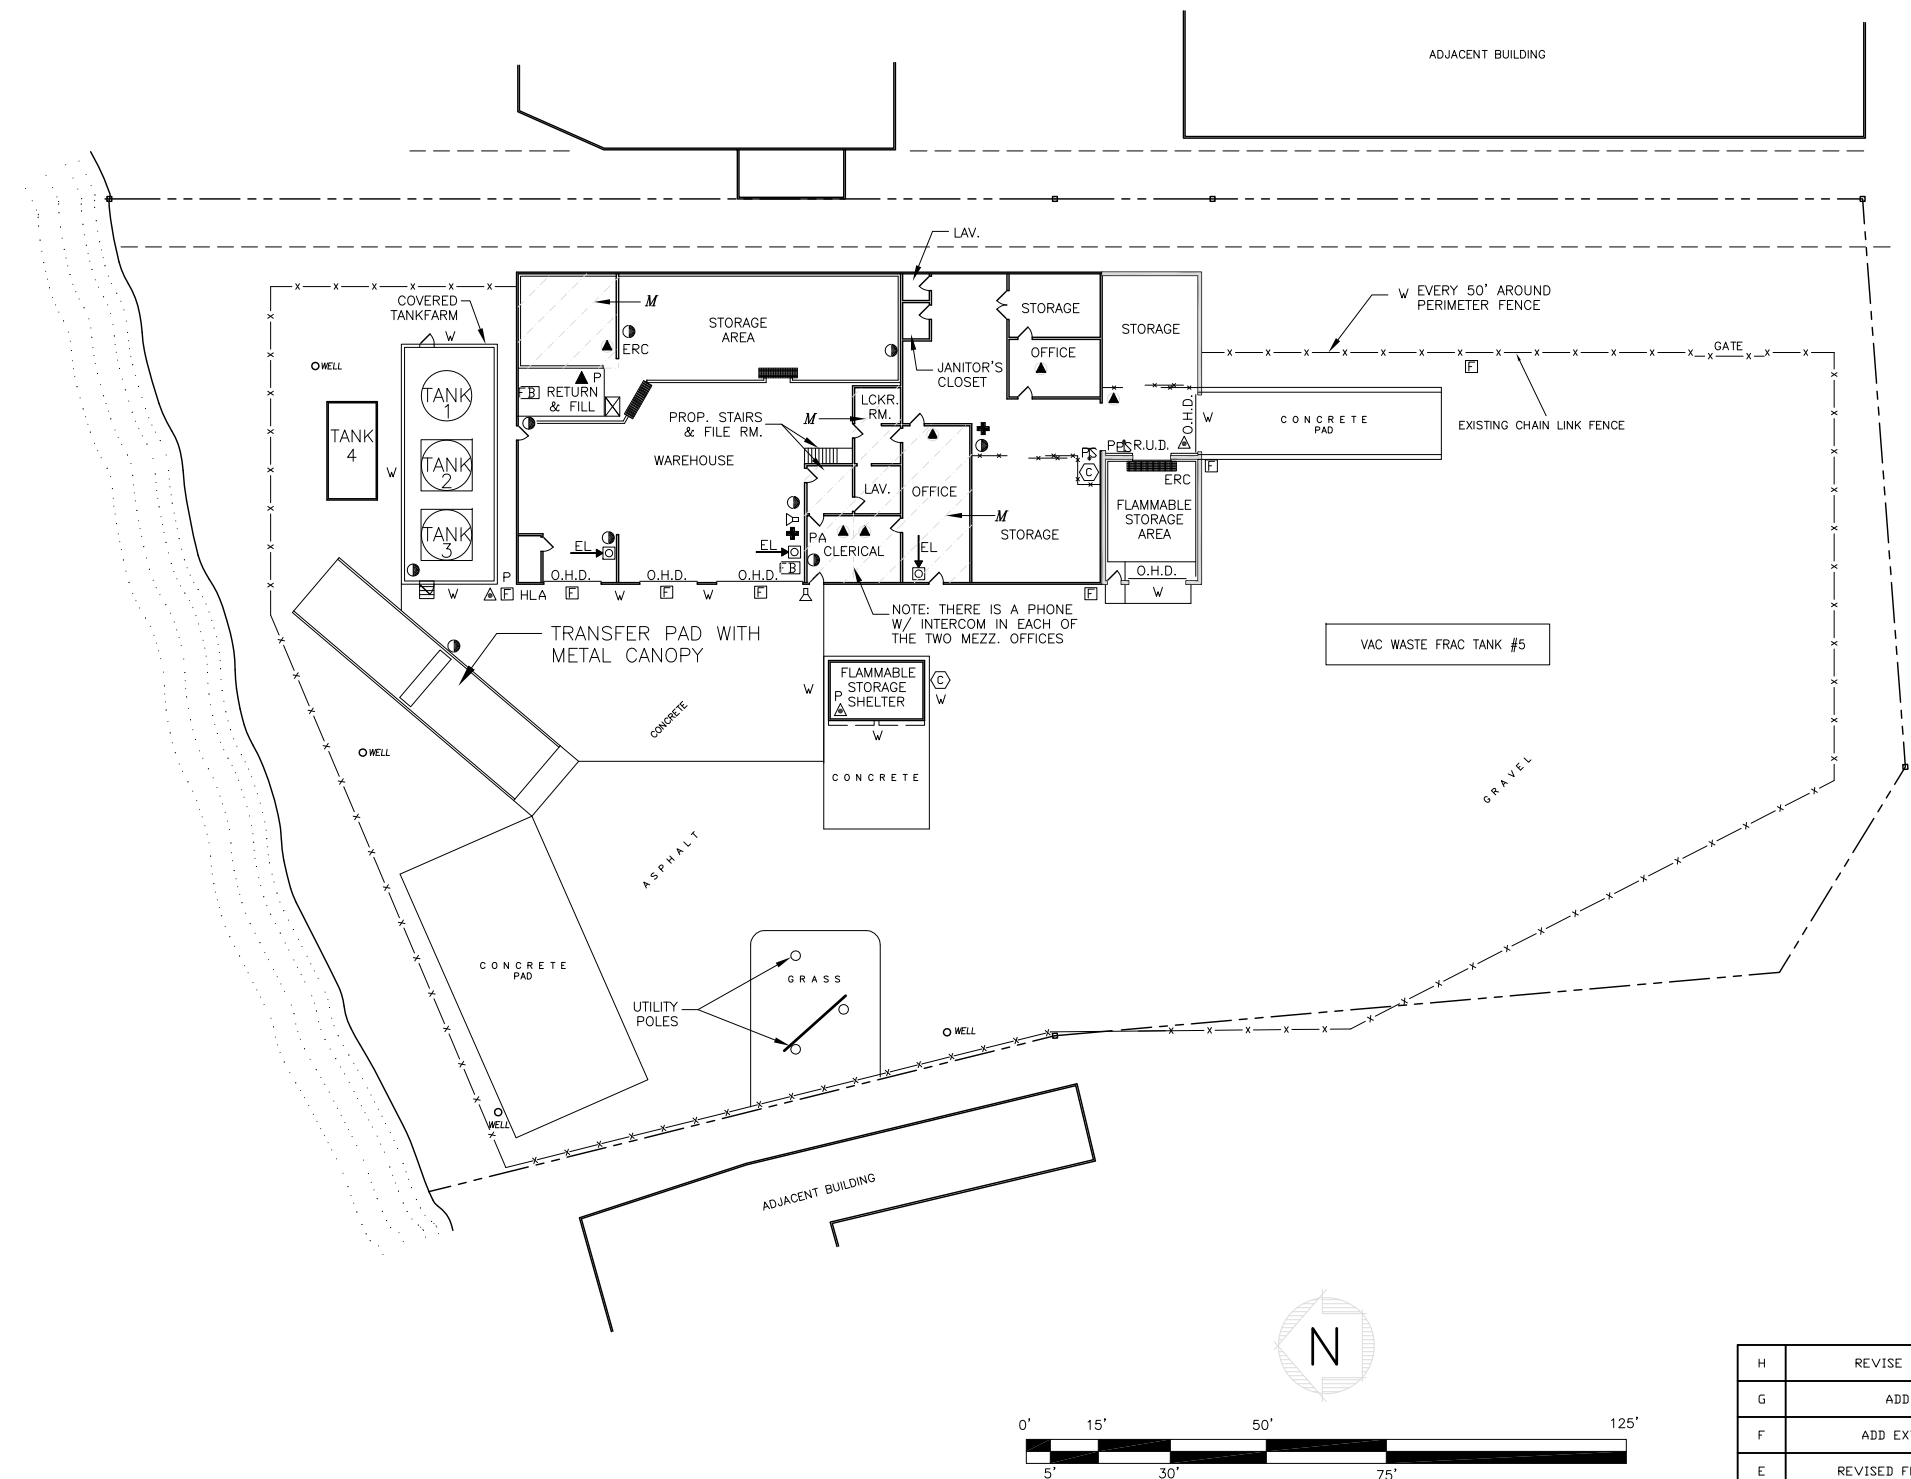 ADJACENT BUILDING
LAV.
COVERED
TANKFARM
W
M
STORAGE
AREA
ERC
STORAGE
STORAGE
W EVERY 50' AROUND
PERIMETER FENCE
GATE
F
OFFICE
JANITOR'S
CLOSET
WELL
TANK
1
P
RETURN
& FILL
LCKR.
RM.
M
PROP. STAIRS
& FILE RM.
O.H.D.
W
CONCRETE
PAD
EXISTING CHAIN LINK FENCE
TANK
4
W
TANK
2
WAREHOUSE
PS
C
R.U.D.
F
ERC
LAV.
OFFICE
M
FLAMMABLE
STORAGE
AREA
STORAGE
TANK
3
EL
EL
PA
CLERICAL
EL
O.H.D.
P
O.H.D.
O.H.D.
O.H.D.
W
F
HLA
F
W
F
W
F
F
W
NOTE: THERE IS A PHONE
W/ INTERCOM IN EACH OF
THE TWO MEZZ. OFFICES
TRANSFER PAD WITH
METAL CANOPY
VAC WASTE FRAC TANK #5
W
FLAMMABLE
STORAGE
SHELTER
P
C
W
W
CONCRETE
WELL
CONCRETE
GRAVEL
ASPHALT
CONCRETE
PAD
GRASS
UTILITY
POLES
WELL
WELL
ADJACENT BUILDING
N
0' 15' 50' 125'
5' 30' 75'
H REVISE
G ADD
F ADD EX
E REVISED F